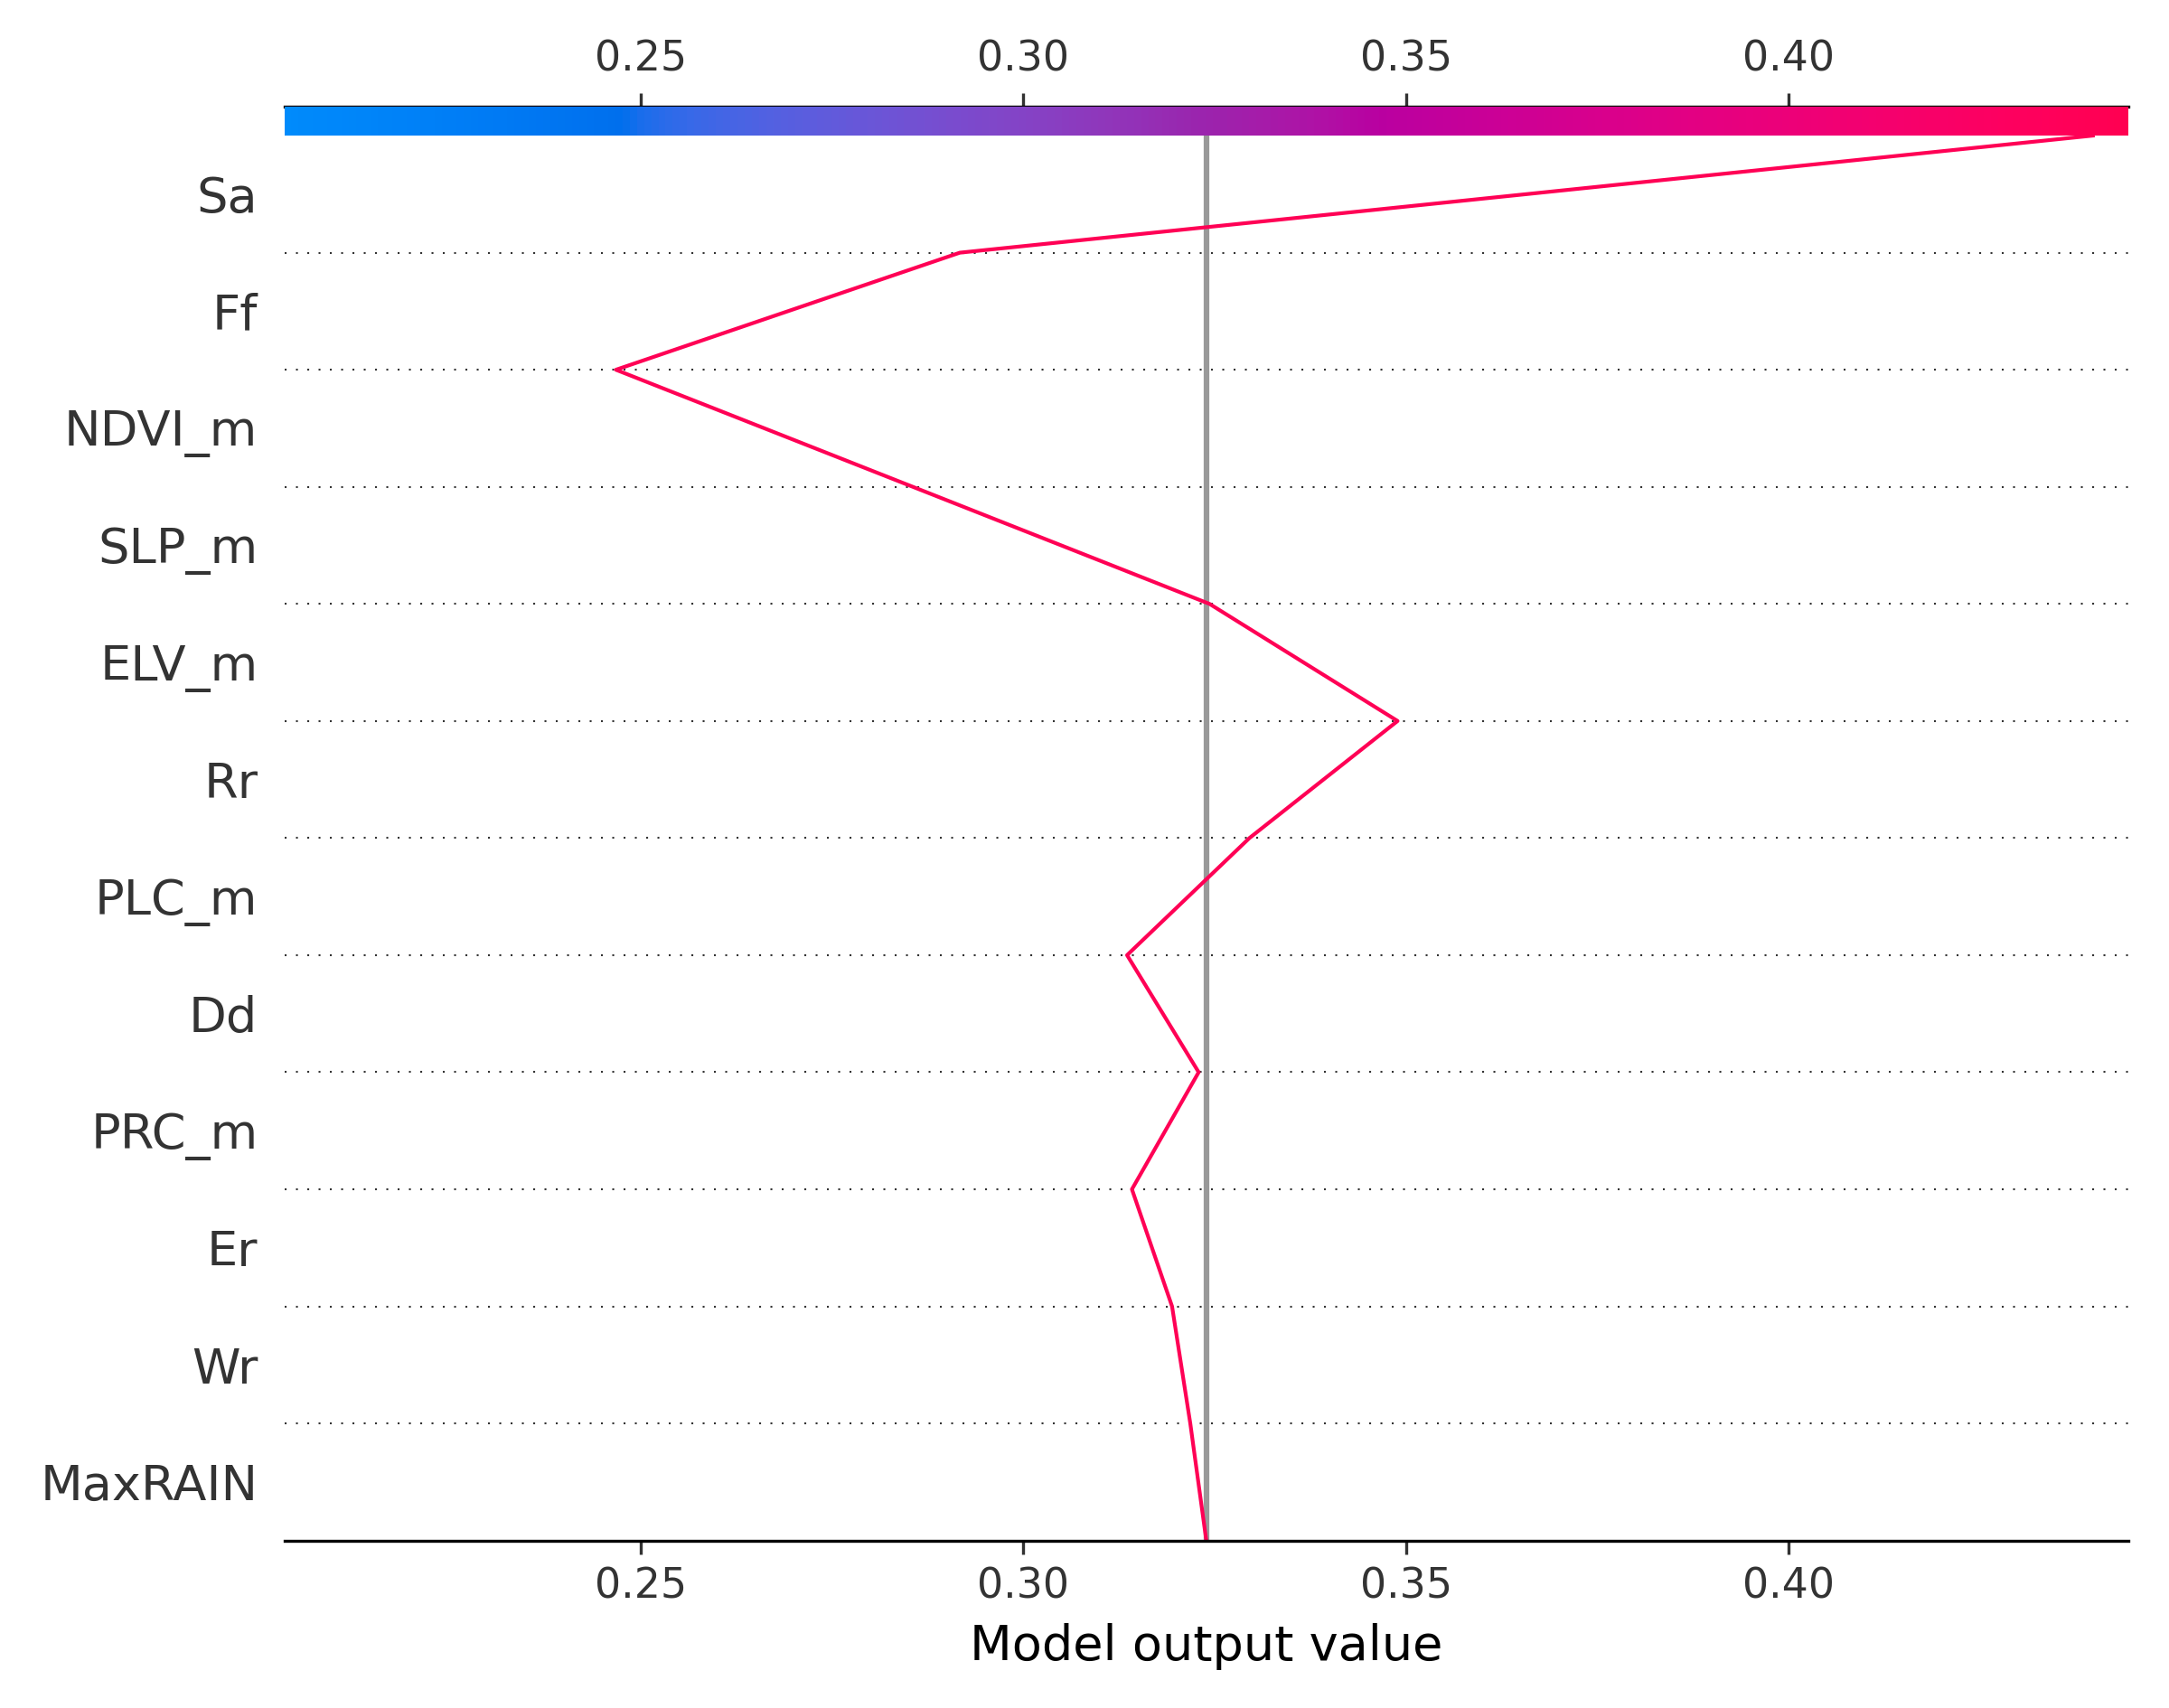 0.25 0.30 0.35 0.40
Sa
Ff
NDVI_m
SLP_m
ELV_m
Rr
PLC_m
Dd
PRC_m
Er
Wr
MaxRAIN
0.25 0.30 0.35 0.40
Model output value